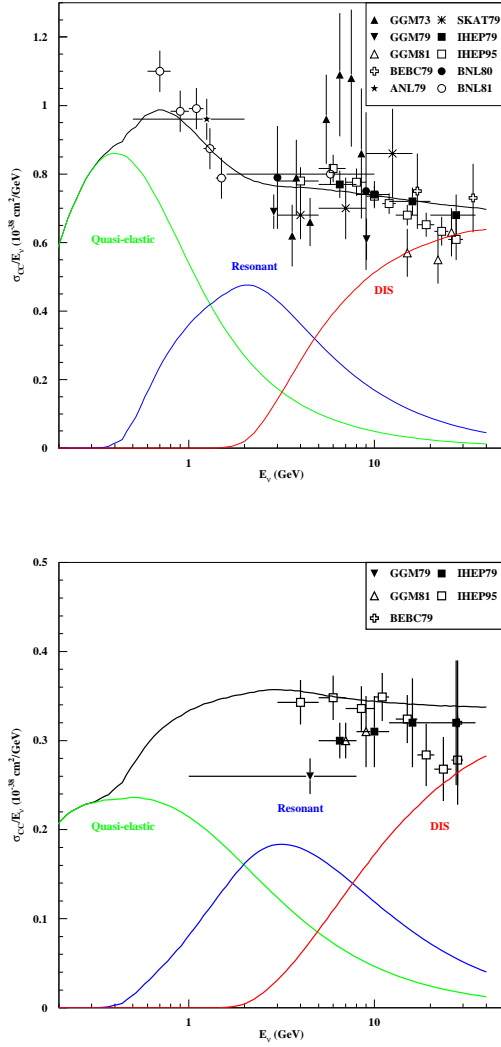 1.2
1
0.8
0.6
0.4
0.2
0
σCC/Eν (10⁻³⁸ cm²/GeV)
GGM73
GGM79
GGM81
BEBC79
ANL79
SKAT79
IHEP79
IHEP95
BNL80
BNL81
Quasi-elastic
Resonant
DIS
1
10
Eν (GeV)
0.5
0.4
0.3
0.2
0.1
0
σCC/Eν (10⁻³⁸ cm²/GeV)
GGM79
GGM81
BEBC79
IHEP79
IHEP95
Quasi-elastic
Resonant
DIS
1
10
Eν (GeV)